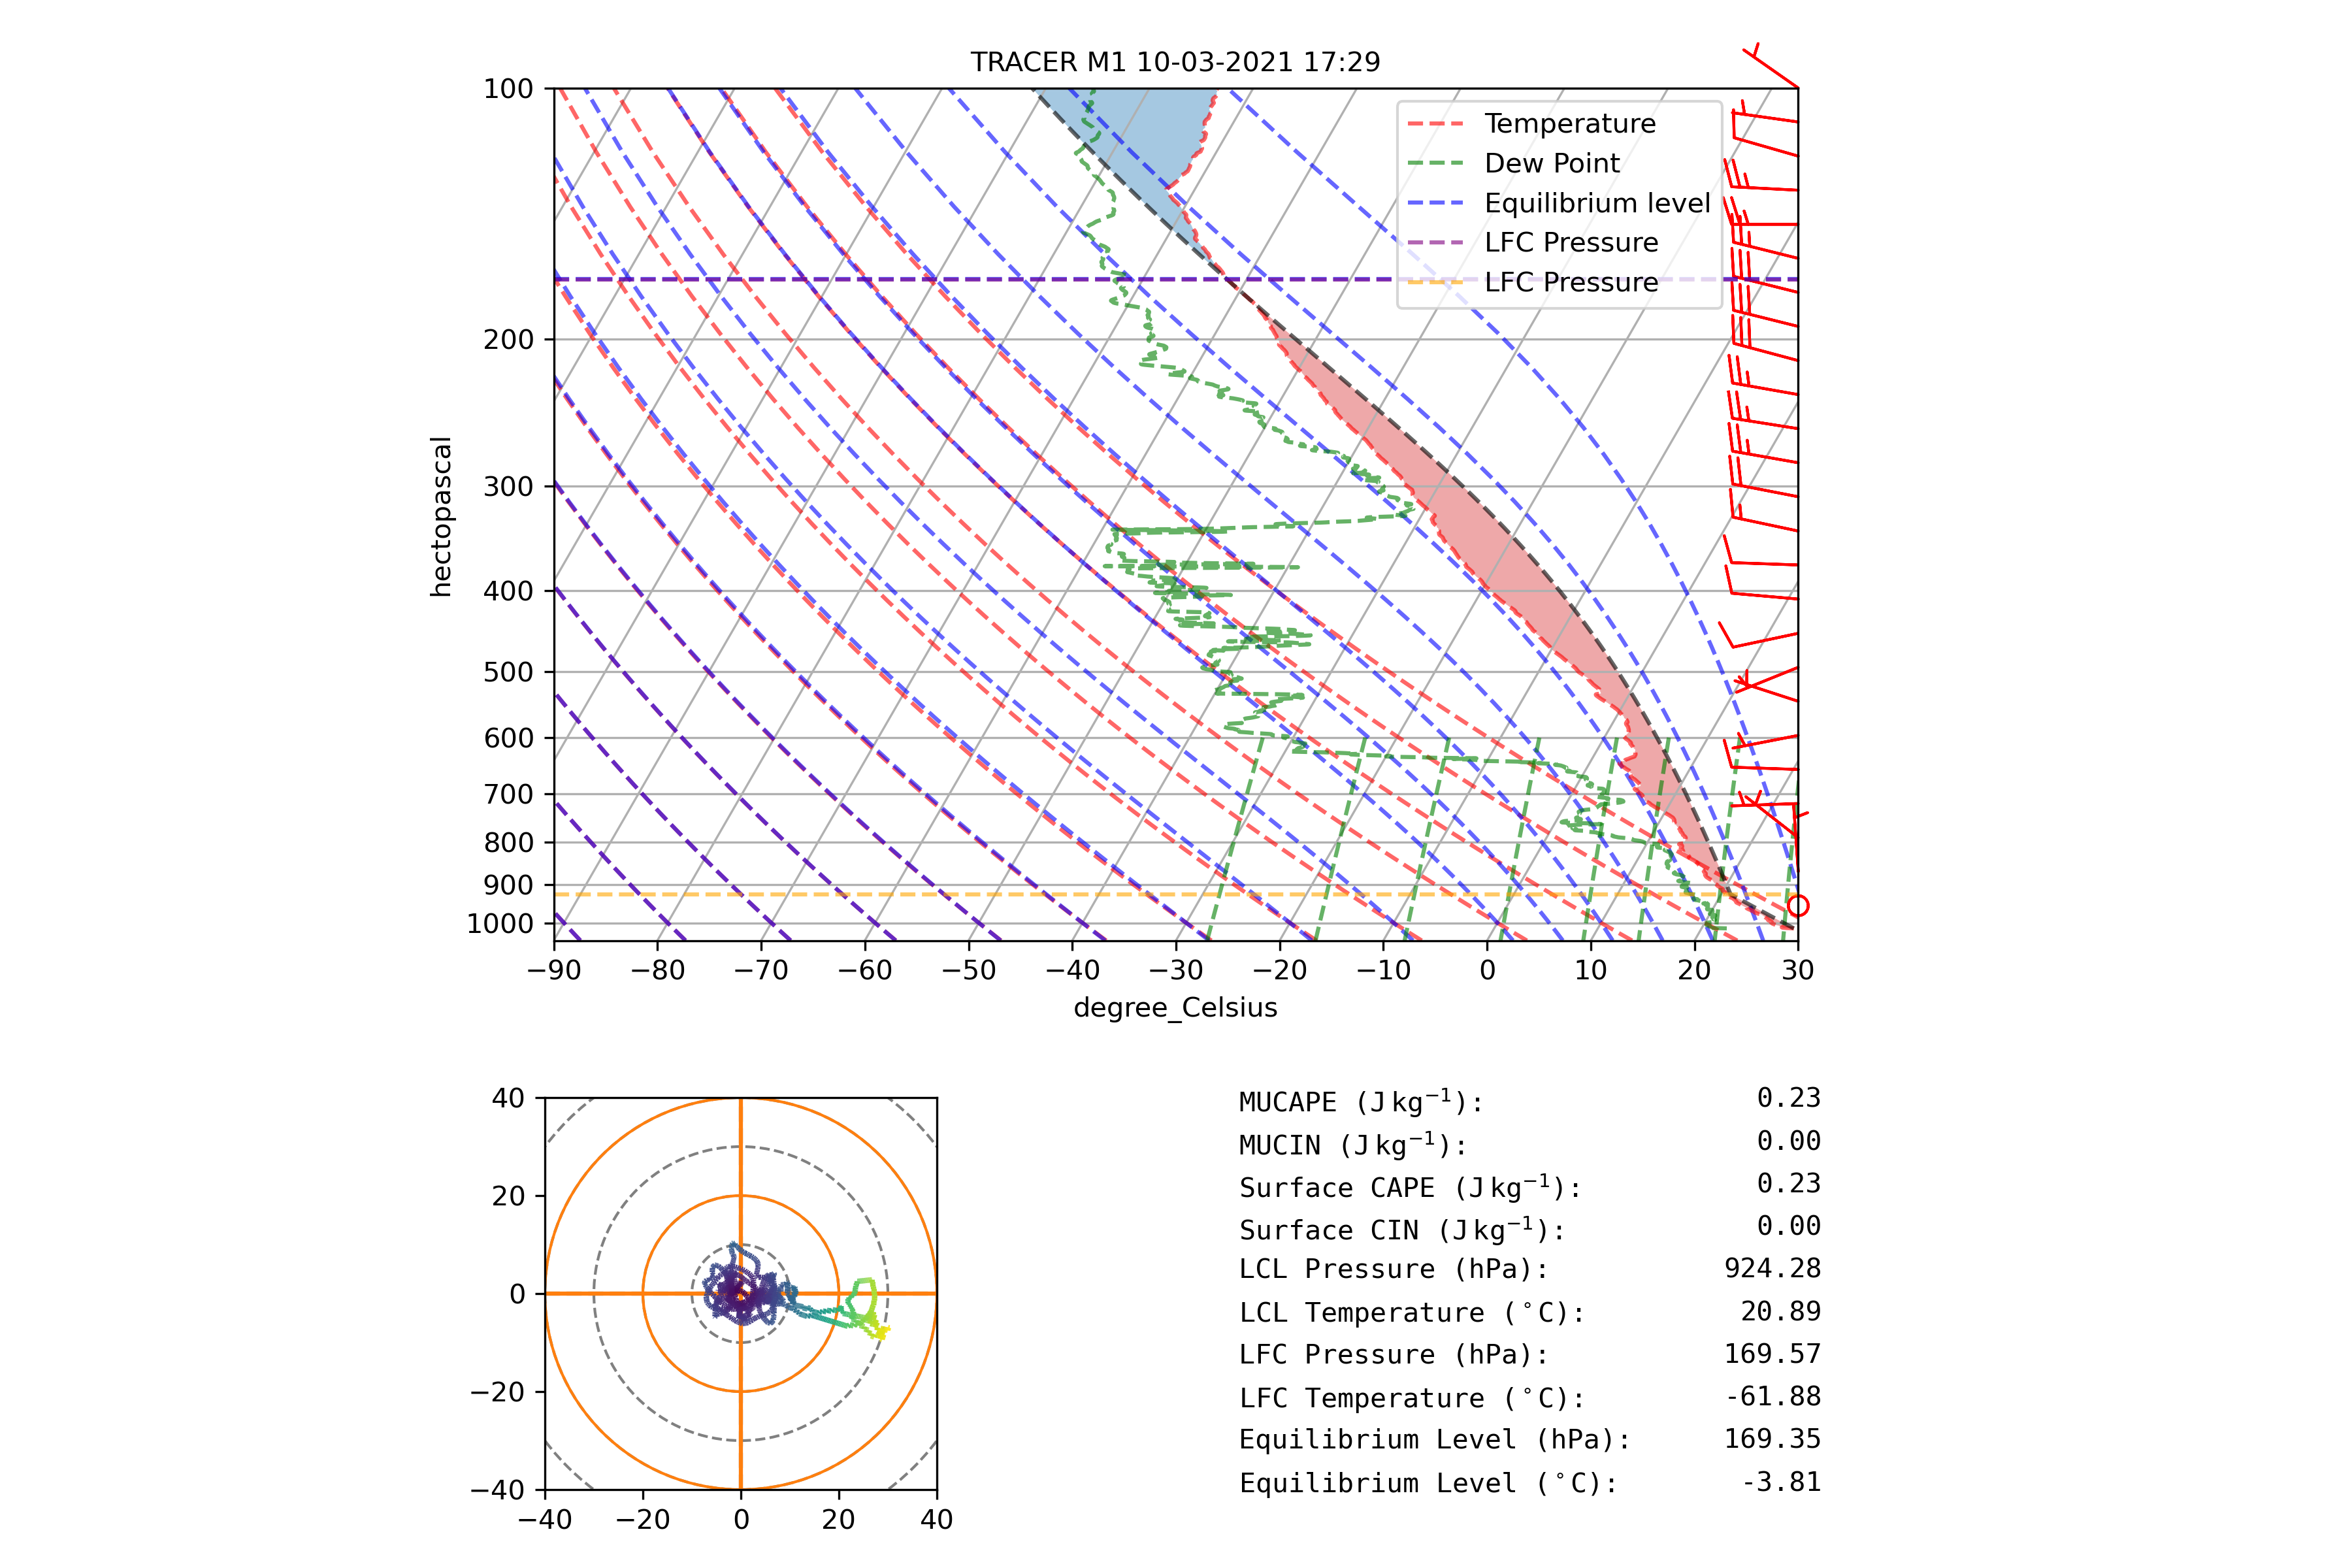 TRACER M1 10-03-2021 17:29
100
200
300
400
500
600
700
800
900
1000
hectopascal
Temperature
Dew Point
Equilibrium level
LFC Pressure
LFC Pressure
−90 −80 −70 −60 −50 −40 −30 −20 −10 0 10 20 30
degree_Celsius
40
20
0
−20
−40
−40 −20 0 20 40
MUCAPE (J kg⁻¹): 0.23
MUCIN (J kg⁻¹): 0.00
Surface CAPE (J kg⁻¹): 0.23
Surface CIN (J kg⁻¹): 0.00
LCL Pressure (hPa): 924.28
LCL Temperature (°C): 20.89
LFC Pressure (hPa): 169.57
LFC Temperature (°C): -61.88
Equilibrium Level (hPa): 169.35
Equilibrium Level (°C): -3.81